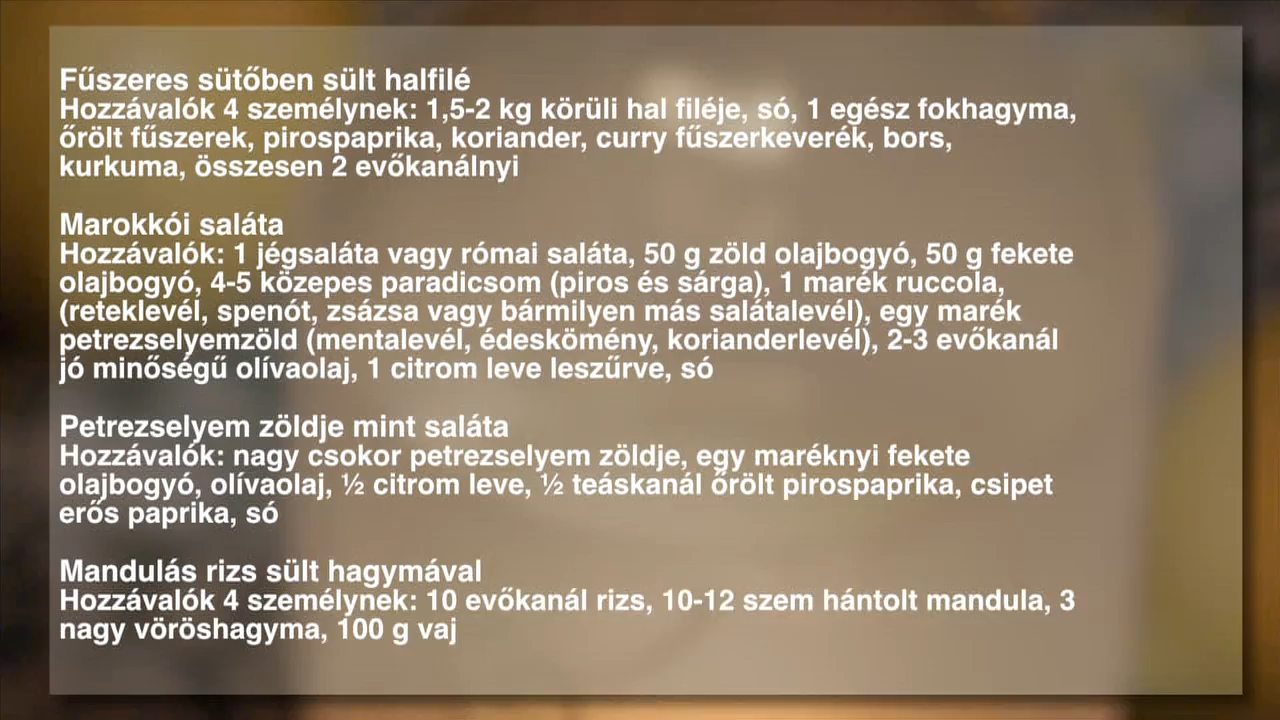 Fűszeres sütőben sült halfilé
Hozzávalók 4 személynek: 1,5-2 kg körüli hal filéje, só, 1 egész fokhagyma,
őrölt fűszerek, pirospaprika, koriander, curry fűszerkeverék, bors,
kurkuma, összesen 2 evőkanálnyi
Marokkói saláta
Hozzávalók: 1 jégsaláta vagy római saláta, 50 g zöld olajbogyó, 50 g fekete
olajbogyó, 4-5 közepes paradicsom (piros és sárga), 1 marék ruccola,
(reteklevél, spenót, zsázsa vagy bármilyen más salátalevél), egy marék
petrezselyemzöld (mentalevél, édeskömény, korianderlevél), 2-3 evőkanál
jó minőségű olívaolaj, 1 citrom leve leszűrve, só
Petrezselyem zöldje mint saláta
Hozzávalók: nagy csokor petrezselyem zöldje, egy maréknyi fekete
olajbogyó, olívaolaj, ½ citrom leve, ½ teáskanál őrölt pirospaprika, csipet
erős paprika, só
Mandulás rizs sült hagymával
Hozzávalók 4 személynek: 10 evőkanál rizs, 10-12 szem hántolt mandula, 3
nagy vöröshagyma, 100 g vaj